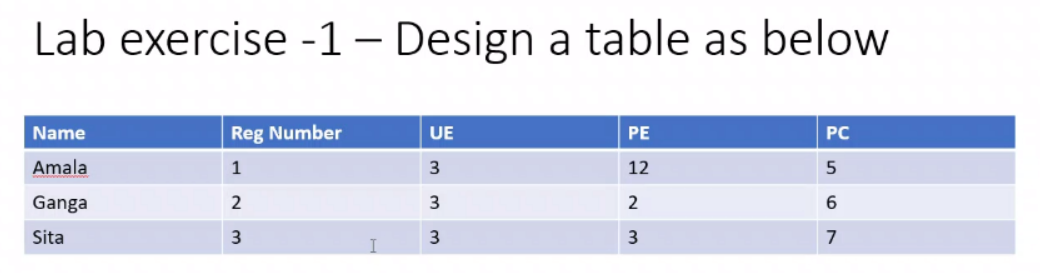 Lab exercise -1 – Design a table as below
Name Reg Number UE PE PC
Amala 1 3 12 5
Ganga 2 3 2 6
Sita 3 3 3 7